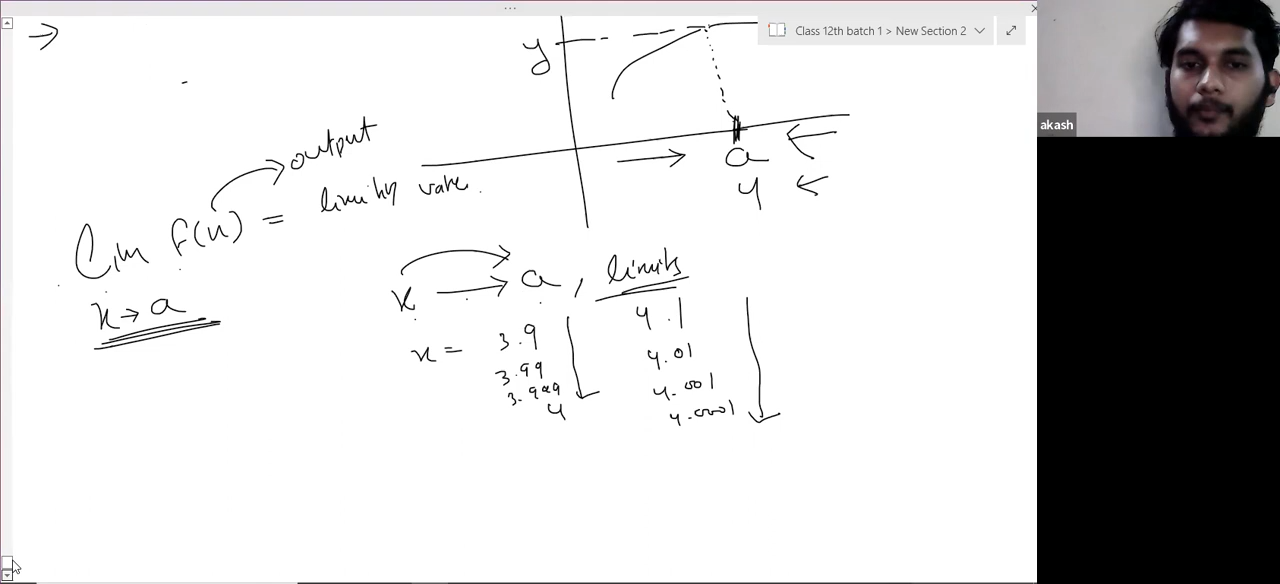 Class 12th batch 1 > New Section 2
akash
y
a
4
output
Lim f(x) = limiting value.
x→a
x → a, limits
x = 3.9 4.1
3.99 4.01
3.999 4.001
4 4.0001